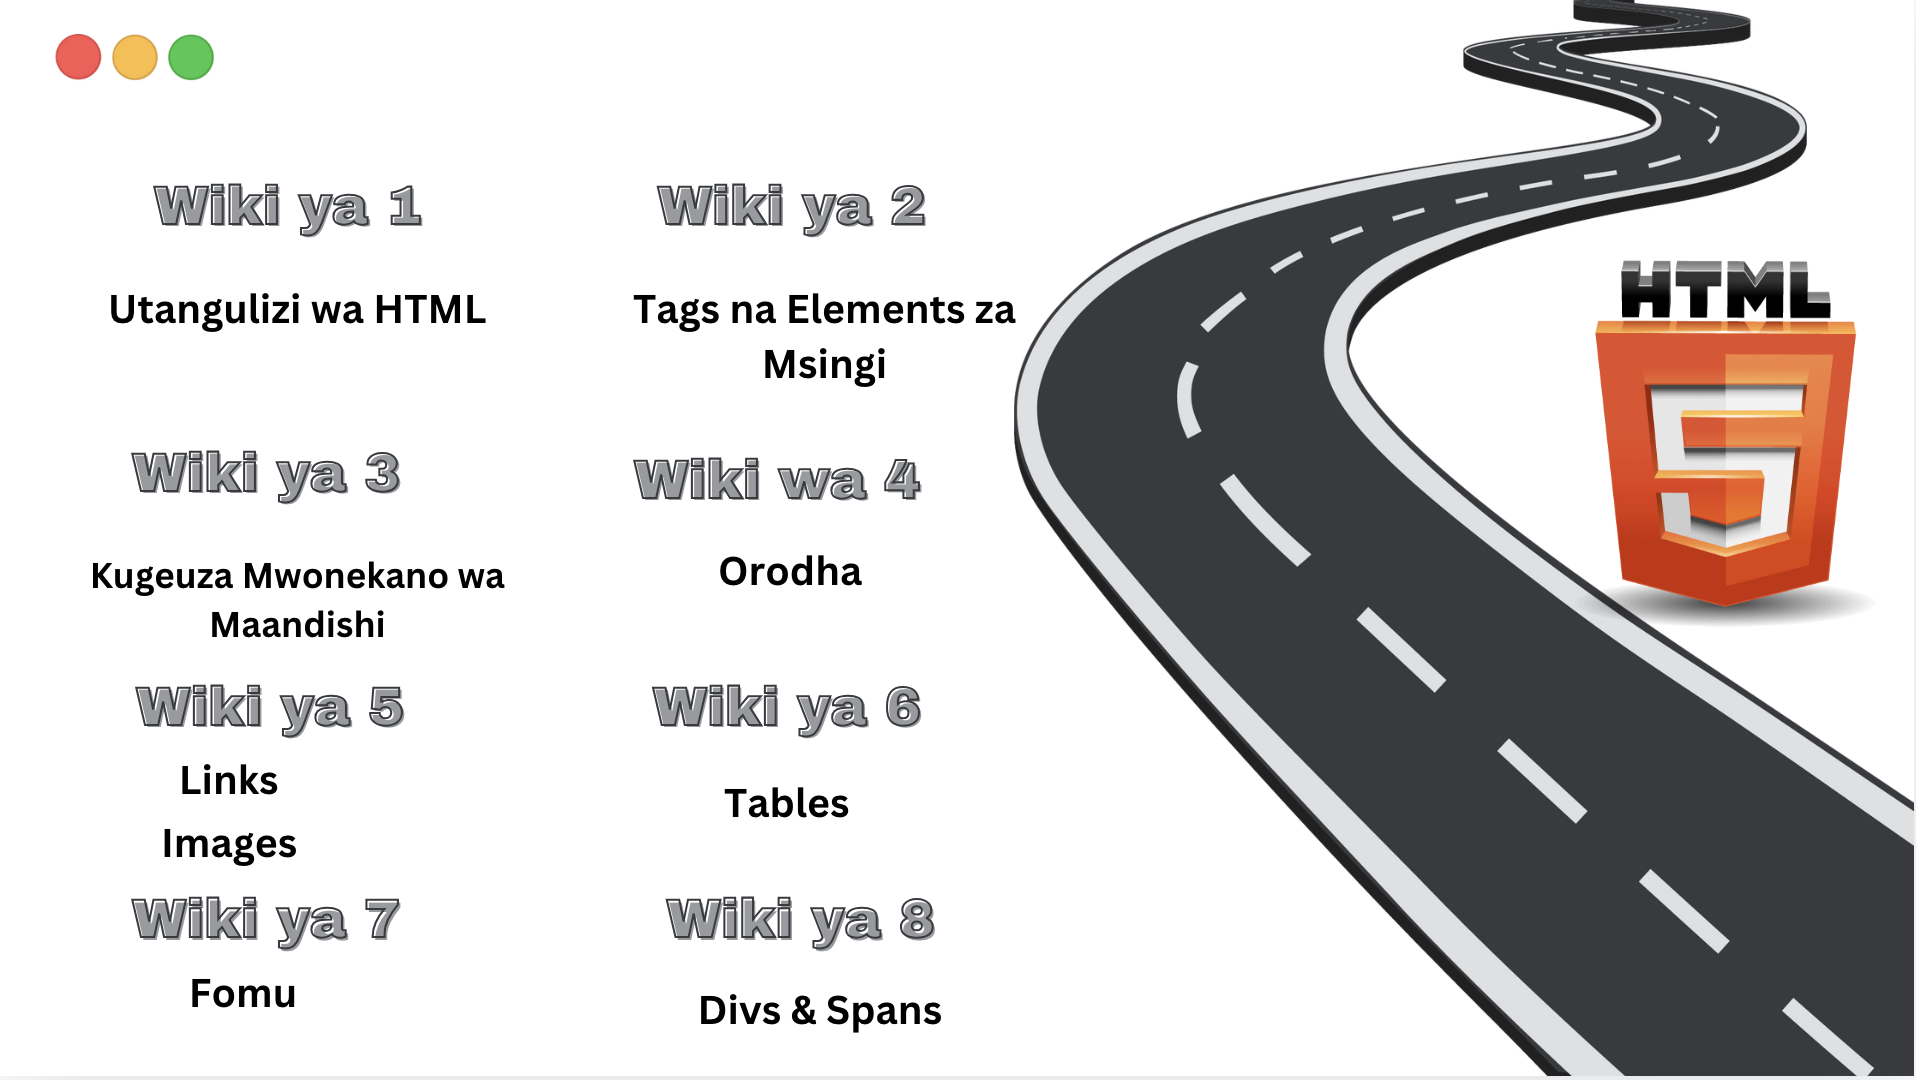 Wiki ya 1
Utangulizi wa HTML
Wiki ya 2
Tags na Elements za
Msingi
Wiki ya 3
Kugeuza Mwonekano wa
Maandishi
Wiki wa 4
Orodha
Wiki ya 5
Links
Images
Wiki ya 6
Tables
Wiki ya 7
Fomu
Wiki ya 8
Divs & Spans
HTML
5